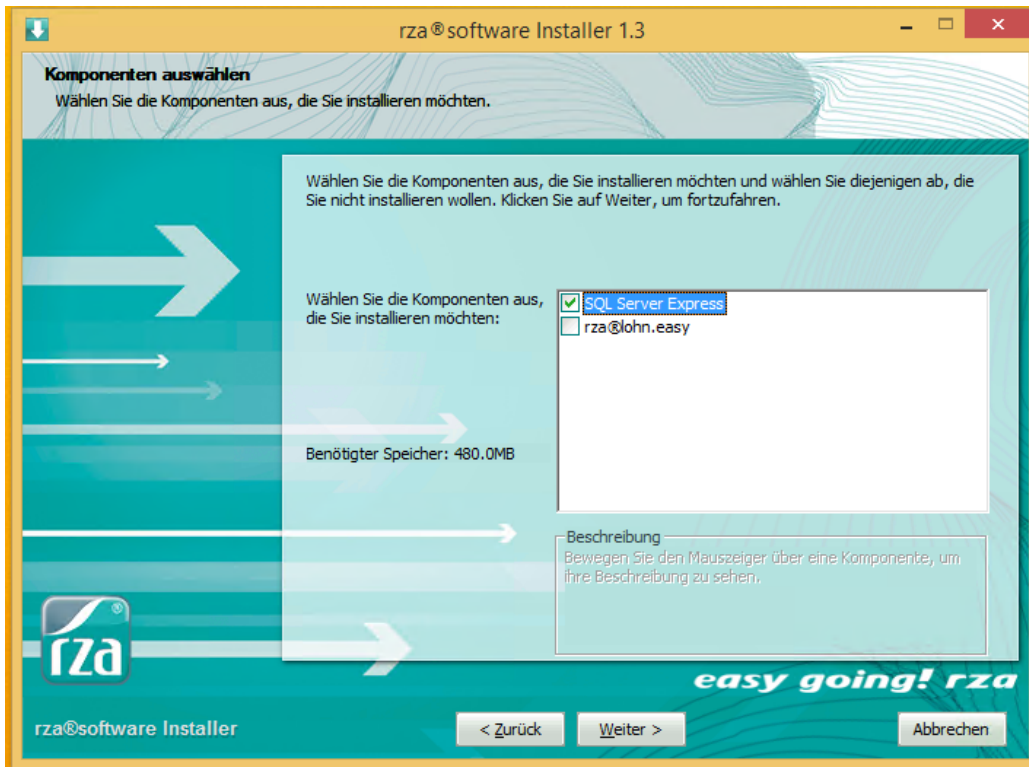 rza®software Installer 1.3
Komponenten auswählen
Wählen Sie die Komponenten aus, die Sie installieren möchten.
Wählen Sie die Komponenten aus, die Sie installieren möchten und wählen Sie diejenigen ab, die
Sie nicht installieren wollen. Klicken Sie auf Weiter, um fortzufahren.
Wählen Sie die Komponenten aus,
die Sie installieren möchten:
SQL Server Express
rza®lohn.easy
Benötigter Speicher: 480.0MB
Beschreibung
Bewegen Sie den Mauszeiger über eine Komponente, um
ihre Beschreibung zu sehen.
rza®
easy going! rza
rza®software Installer
< Zurück
Weiter >
Abbrechen